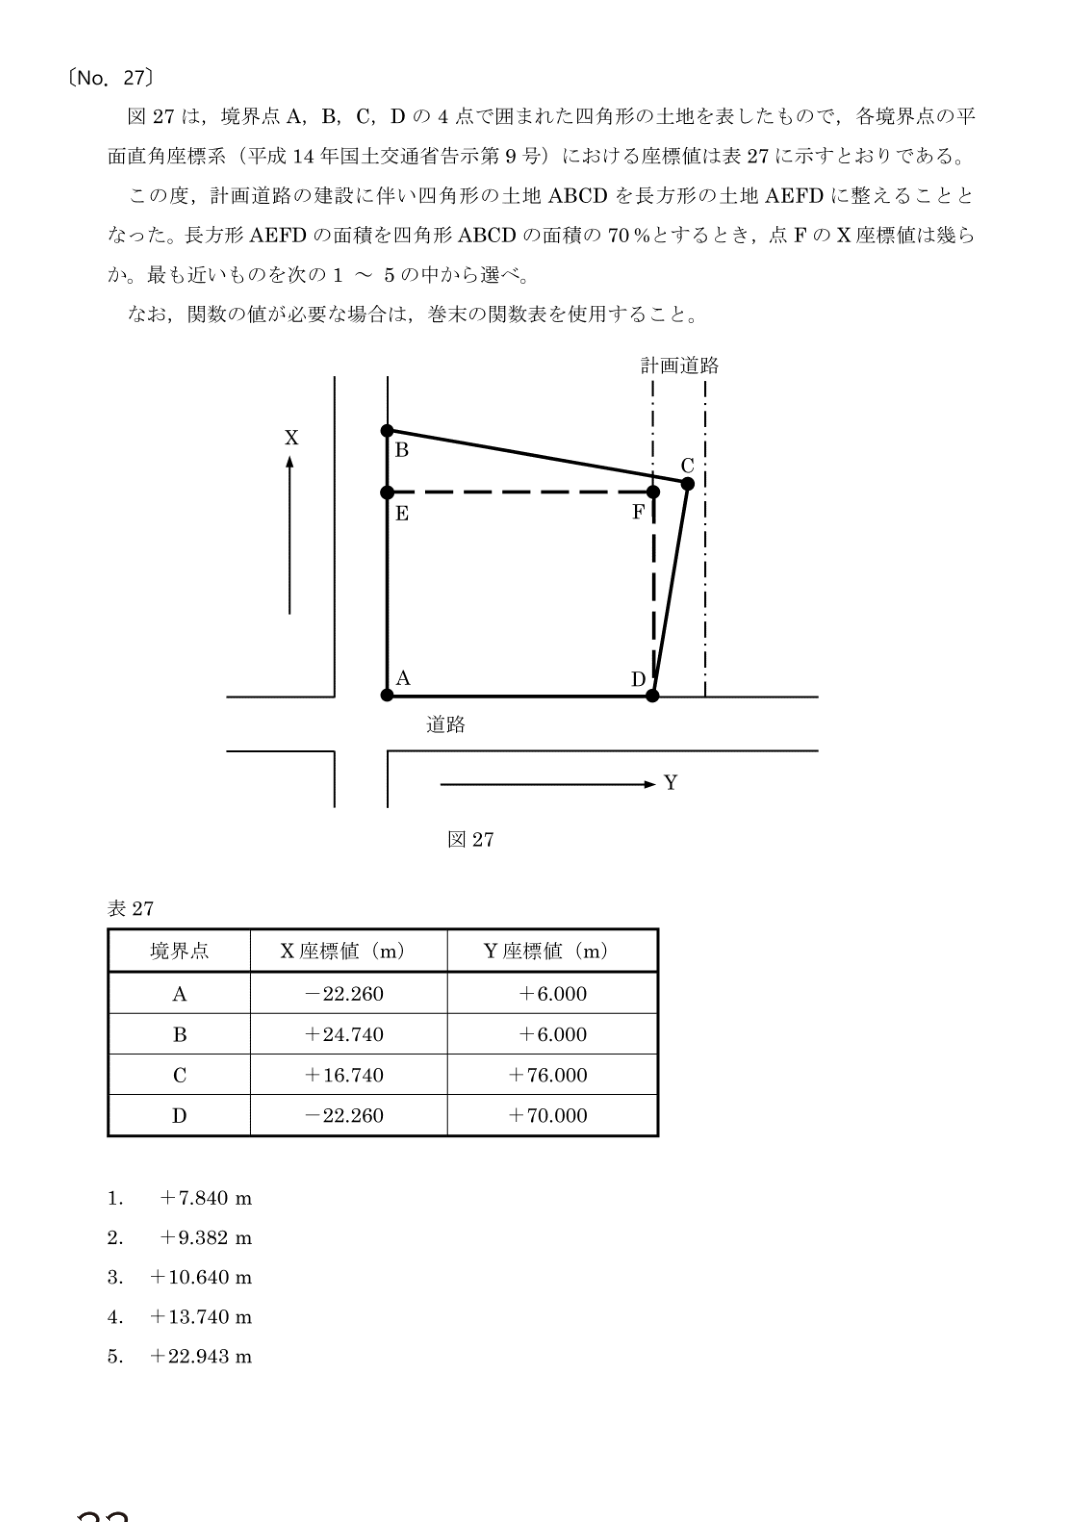 〔No. 27〕
図 27 は，境界点 A，B，C，D の 4 点で囲まれた四角形の土地を表したもので，各境界点の平
面直角座標系（平成 14 年国土交通省告示第 9 号）における座標値は表 27 に示すとおりである。
この度，計画道路の建設に伴い四角形の土地 ABCD を長方形の土地 AEFD に整えることと
なった。長方形 AEFD の面積を四角形 ABCD の面積の 70 %とするとき，点 F の X 座標値は幾ら
か。最も近いものを次の 1 ～ 5 の中から選べ。
なお，関数の値が必要な場合は，巻末の関数表を使用すること。
計画道路
X
B
C
E
F
A
D
道路
Y
図 27
表 27
境界点 X 座標値（m） Y 座標値（m）
A －22.260 ＋6.000
B ＋24.740 ＋6.000
C ＋16.740 ＋76.000
D －22.260 ＋70.000
1. ＋7.840 m
2. ＋9.382 m
3. ＋10.640 m
4. ＋13.740 m
5. ＋22.943 m